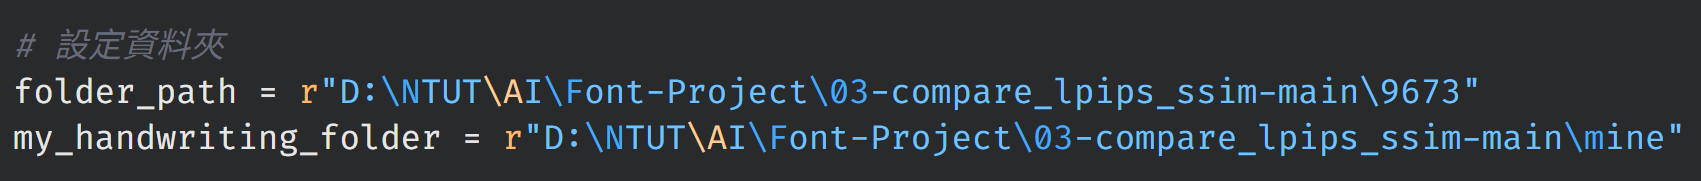 # 設定資料夾
folder_path = r"D:\NTUT\AI\Font-Project\03-compare_lpips_ssim-main\9673"
my_handwriting_folder = r"D:\NTUT\AI\Font-Project\03-compare_lpips_ssim-main\mine"